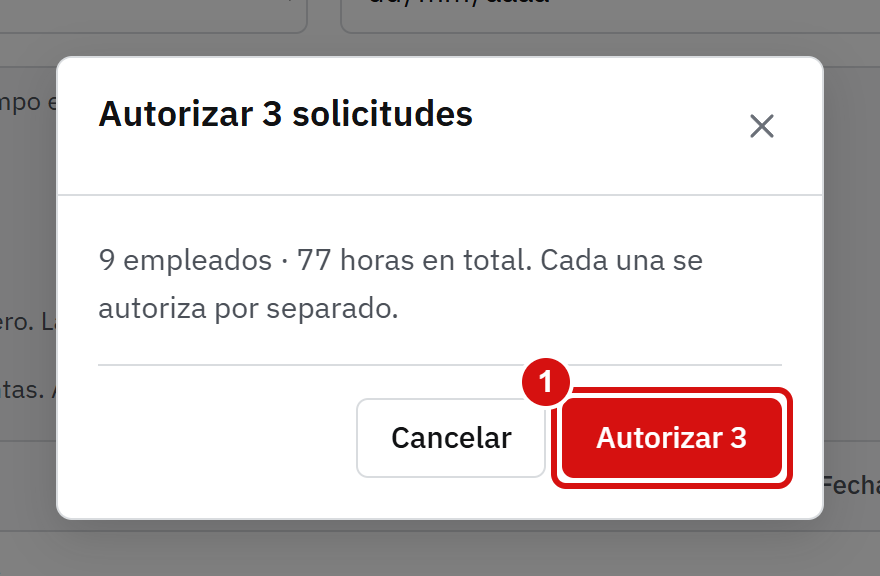 Autorizar 3 solicitudes
9 empleados · 77 horas en total. Cada una se
autoriza por separado.
1
Cancelar
Autorizar 3